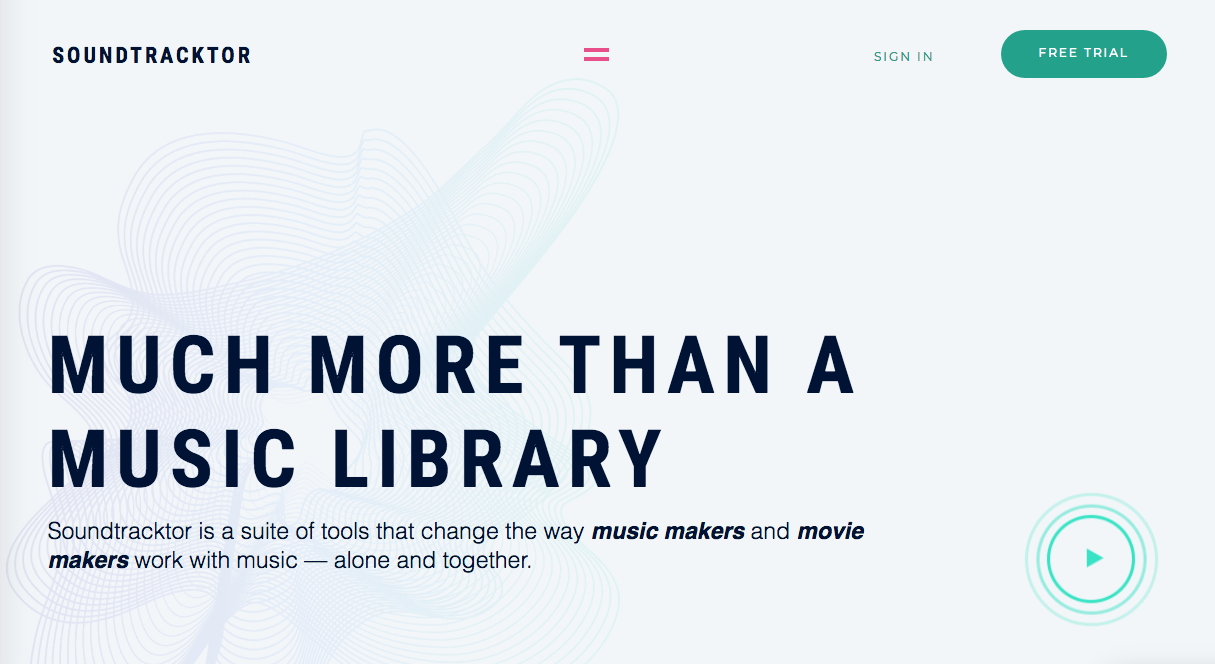 SOUNDTRACKTOR
SIGN IN
FREE TRIAL
MUCH MORE THAN A
MUSIC LIBRARY
Soundtracktor is a suite of tools that change the way music makers and movie
makers work with music — alone and together.